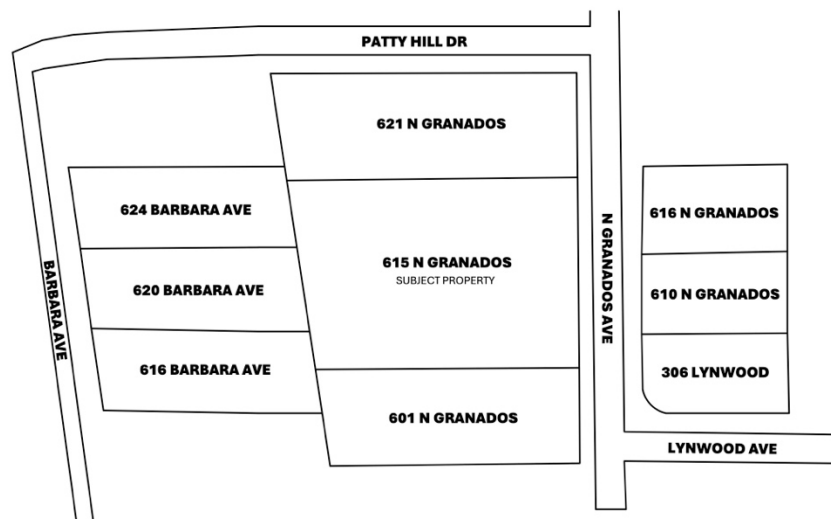 PATTY HILL DR
621 N GRANADOS
624 BARBARA AVE
616 N GRANADOS
615 N GRANADOS
SUBJECT PROPERTY
N GRANADOS AVE
620 BARBARA AVE
610 N GRANADOS
BARBARA AVE
616 BARBARA AVE
306 LYNWOOD
601 N GRANADOS
LYNWOOD AVE